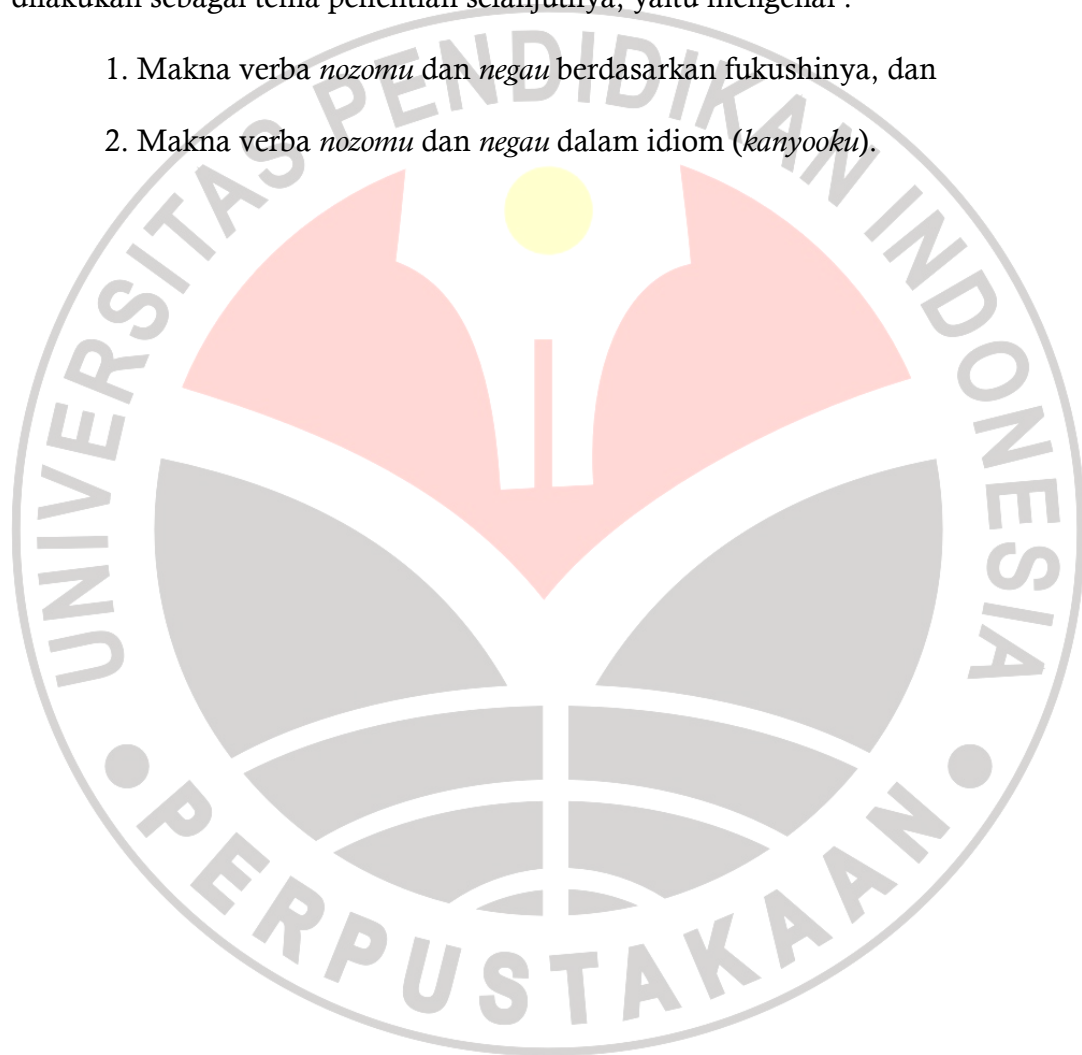 dilakukan sebagai tema penelitian selanjutnya, yaitu mengenai :
1. Makna verba nozomu dan negau berdasarkan fukushinya, dan
2. Makna verba nozomu dan negau dalam idiom (kanyooku).
UNIVERSITAS PENDIDIKAN INDONESIA
PERPUSTAKAAN